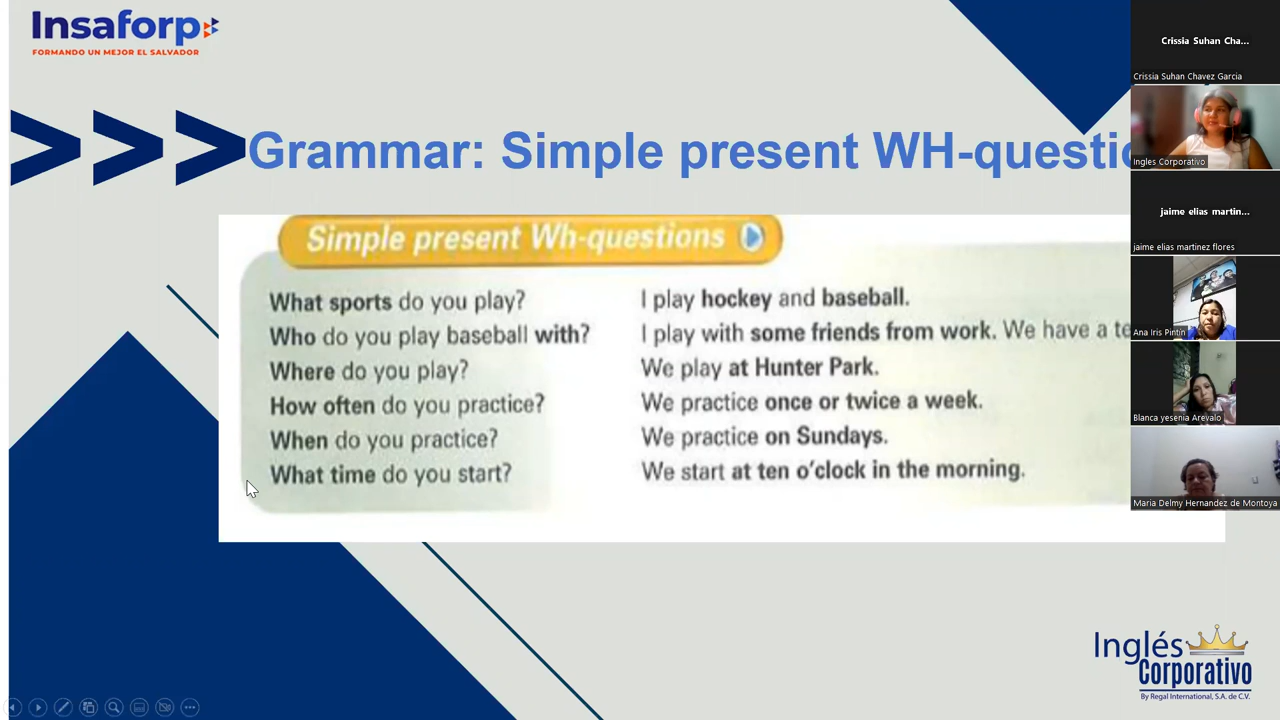 Insaforp
FORMANDO UN MEJOR EL SALVADOR
>>>Grammar: Simple present WH-questio
Simple present Wh-questions
What sports do you play? I play hockey and baseball.
Who do you play baseball with? I play with some friends from work. We have a te
Where do you play? We play at Hunter Park.
How often do you practice? We practice once or twice a week.
When do you practice? We practice on Sundays.
What time do you start? We start at ten o'clock in the morning.
Crissia Suhan Cha...
Crissia Suhan Chavez Garcia
Ingles Corporativo
jaime elias martin...
jaime elias martinez flores
Ana Iris Pintin
Blanca yesenia Arevalo
Maria Delmy Hernandez de Montoya
Inglés
Corporativo
By Regal International, S.A. de C.V.